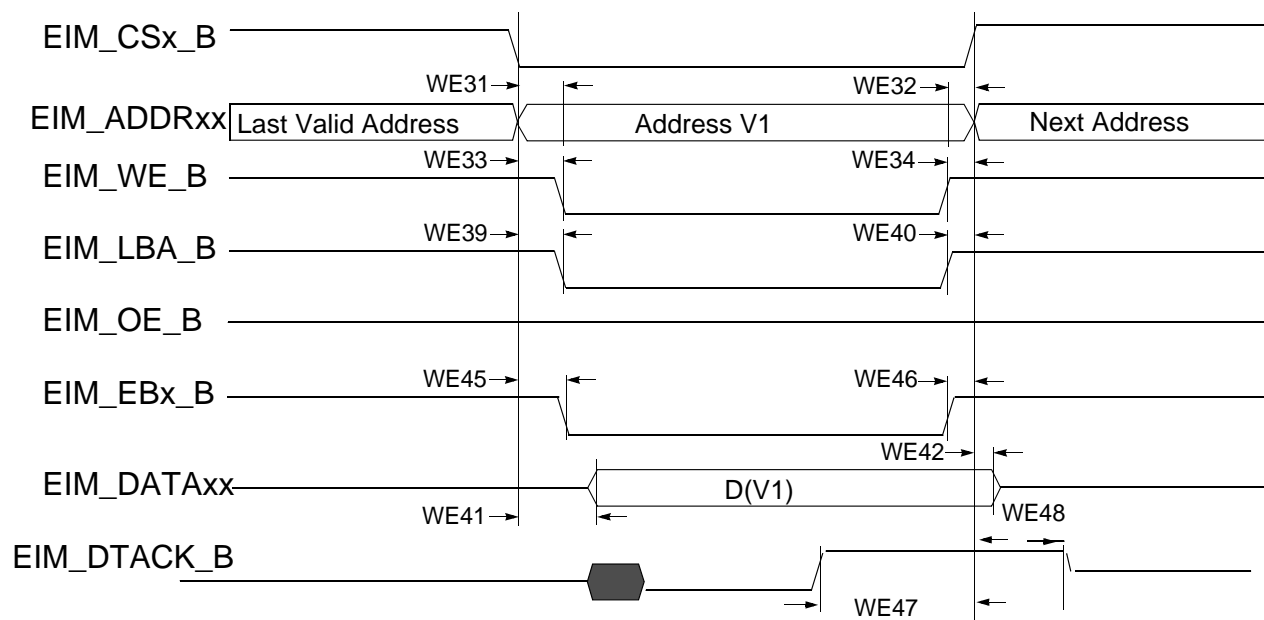 EIM_CSx_B
WE31
WE32
EIM_ADDRxx
Last Valid Address
Address V1
Next Address
WE33
WE34
EIM_WE_B
WE39
WE40
EIM_LBA_B
EIM_OE_B
WE45
WE46
EIM_EBx_B
WE42
EIM_DATAxx
D(V1)
WE41
WE48
EIM_DTACK_B
WE47